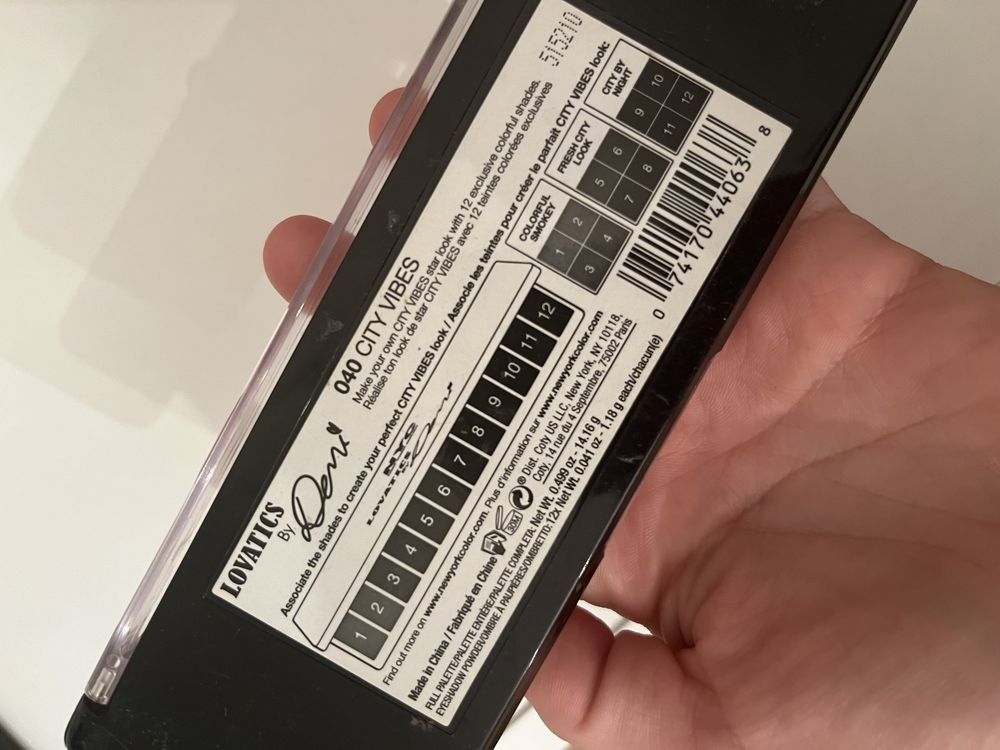 LOVATICS
BY Demi
040 CITY VIBES
Make your own CITY VIBES star look with 12 exclusive colorful shades.
Réalise ton look de star CITY VIBES avec 12 teintes colorées exclusives
515210
Associate the shades to create your perfect CITY VIBES look / Associe les teintes pour créer le parfait CITY VIBES look:
NYC
LOVATICS
BY Demi
1 2 3 4 5 6 7 8 9 10 11 12
COLORFUL SMOKEY
1 2
3 4
FRESH CITY LOOK
5 6
7 8
CITY BY NIGHT
9 10
11 12
Find out more on www.newyorkcolor.com. Plus d'information sur www.newyorkcolor.com
Made in China / Fabriqué en Chine
30M
® Dist. Coty US LLC, New York, NY 10118,
Coty, 14 rue du 4 Septembre, 75002 Paris
FULL PALETTE/PALETTE ENTIÈRE/PALETTE COMPLETA: Net Wt. 0.499 oz - 14.16 g
EYESHADOW POWDER/OMBRE À PAUPIÈRES/OMBRETTO: 12x Net Wt. 0.041 oz - 1.18 g each/chacun(e)
0 74170 44063 8